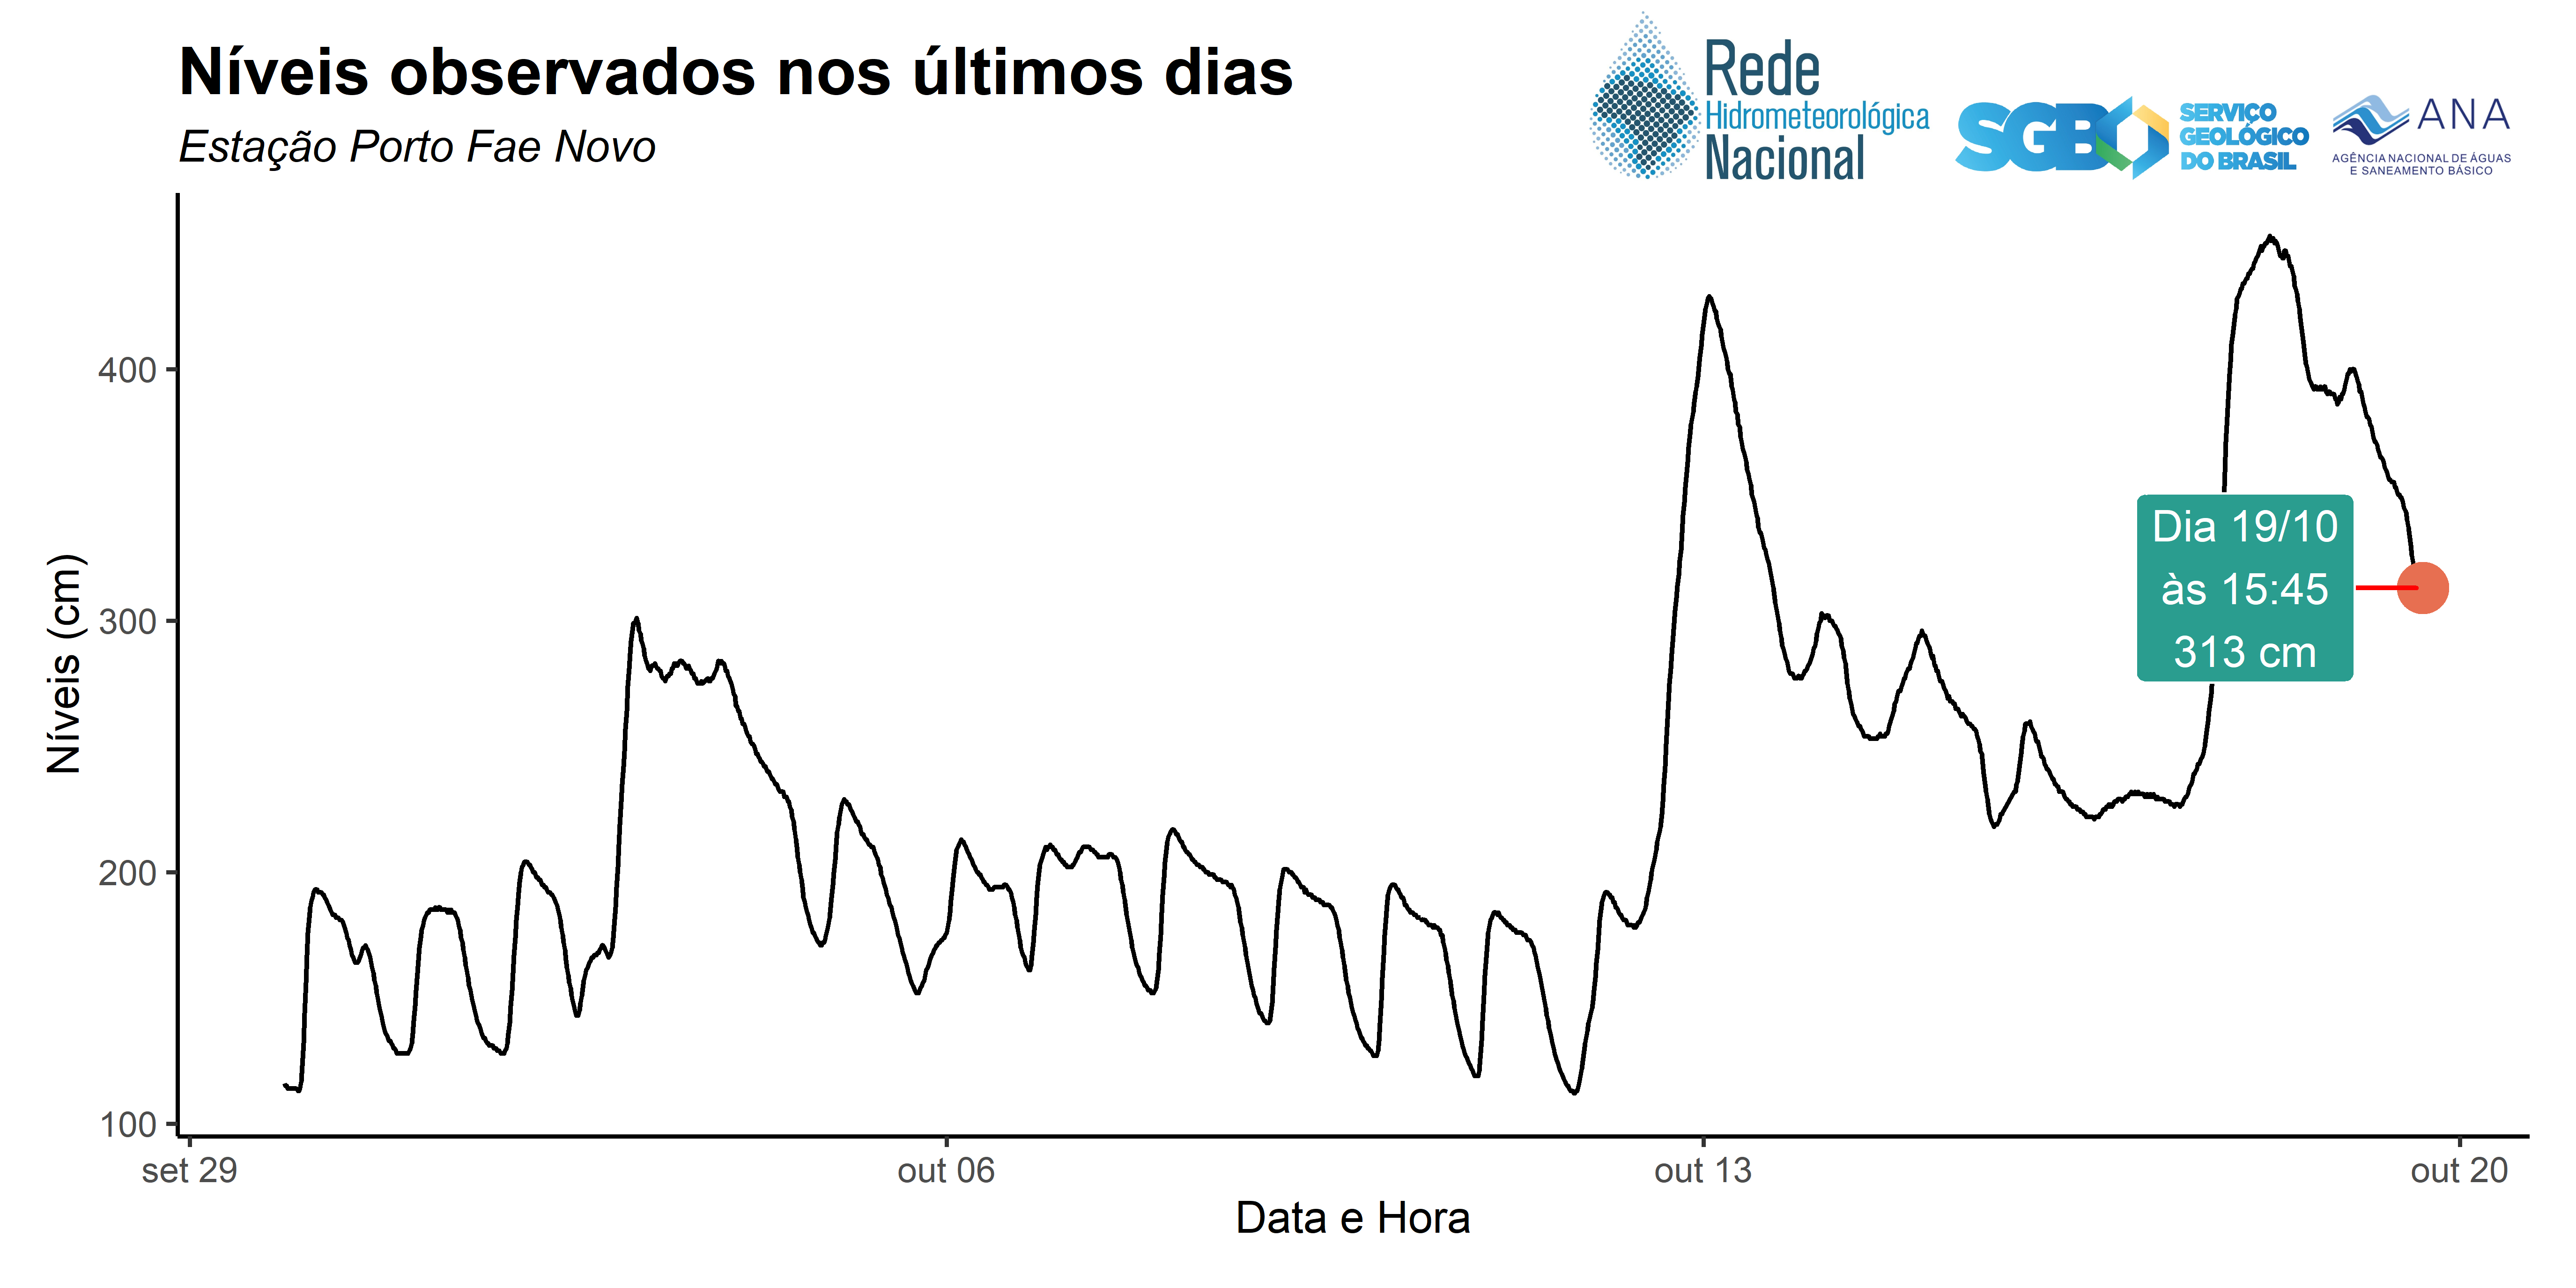 Níveis observados nos últimos dias
Estação Porto Fae Novo
Rede
Hidrometeorológica
Nacional
SGB
SERVIÇO
GEOLÓGICO
DO BRASIL
ANA
AGÊNCIA NACIONAL DE ÁGUAS
E SANEAMENTO BÁSICO
Níveis (cm)
400
300
200
100
Dia 19/10
às 15:45
313 cm
set 29
out 06
out 13
out 20
Data e Hora